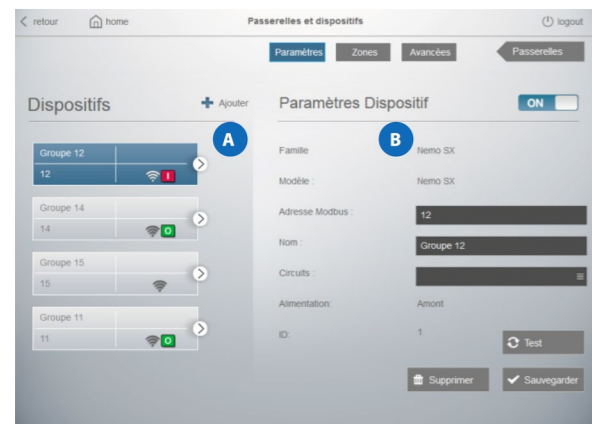 retour home Passerelles et dispositifs logout
Paramètres Zones Avancées Passerelles
Dispositifs Ajouter
A
Groupe 12
12 I
Groupe 14
14 O
Groupe 15
15
Groupe 11
11 O
Paramètres Dispositif ON
B
Famille Nemo SX
Modèle : Nemo SX
Adresse Modbus : 12
Nom : Groupe 12
Circuits :
Alimentation: Amont
ID: 1
Test
Supprimer Sauvegarder